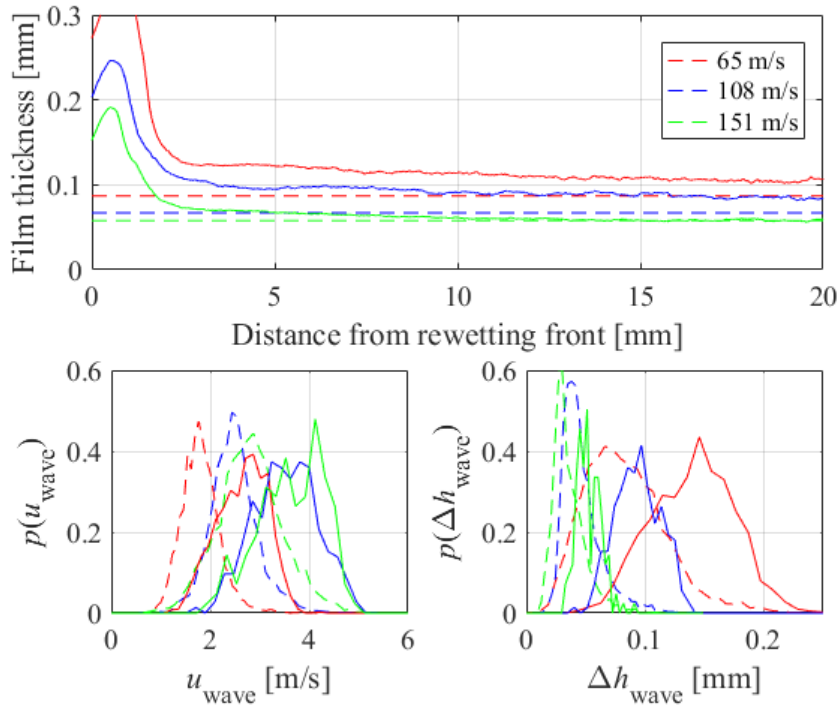 Film thickness [mm]
0.3
0.2
0.1
0
65 m/s
108 m/s
151 m/s
0 5 10 15 20
Distance from rewetting front [mm]
p(u_wave)
0.6
0.4
0.2
0
0 2 4 6
u_wave [m/s]
p(Δh_wave)
0.6
0.4
0.2
0
0 0.1 0.2
Δh_wave [mm]